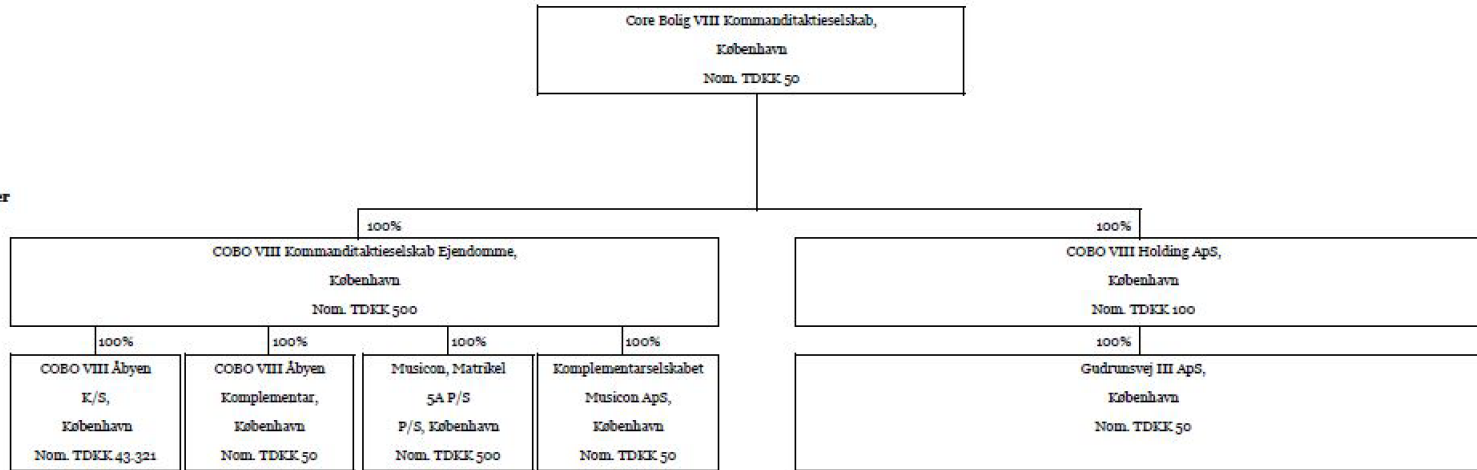 Core Bolig VIII Kommanditaktieselskab,
København
Nom. TDKK 50
er
100%
100%
COBO VIII Kommanditaktieselskab Ejendomme,
København
Nom. TDKK 500
COBO VIII Holding ApS,
København
Nom. TDKK 100
100%
100%
100%
100%
100%
COBO VIII Åbyen
K/S,
København
Nom. TDKK 43.321
COBO VIII Åbyen
Komplementar,
København
Nom. TDKK 50
Musicon, Matrikel
5A P/S
P/S, København
Nom. TDKK 500
Komplementarselskabet
Musicon ApS,
København
Nom. TDKK 50
Gudrunsvej III ApS,
København
Nom. TDKK 50